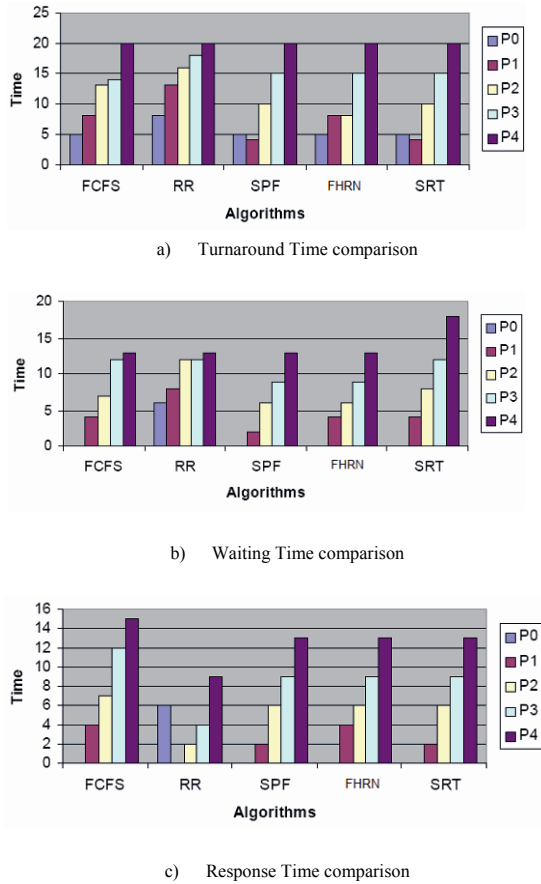 25
20
15
10
5
0
Time
FCFS RR SPF FHRN SRT
Algorithms
P0
P1
P2
P3
P4
a) Turnaround Time comparison
20
15
10
5
0
Time
FCFS RR SPF FHRN SRT
Algorithms
P0
P1
P2
P3
P4
b) Waiting Time comparison
16
14
12
10
8
6
4
2
0
Time
FCFS RR SPF FHRN SRT
Algorithms
P0
P1
P2
P3
P4
c) Response Time comparison